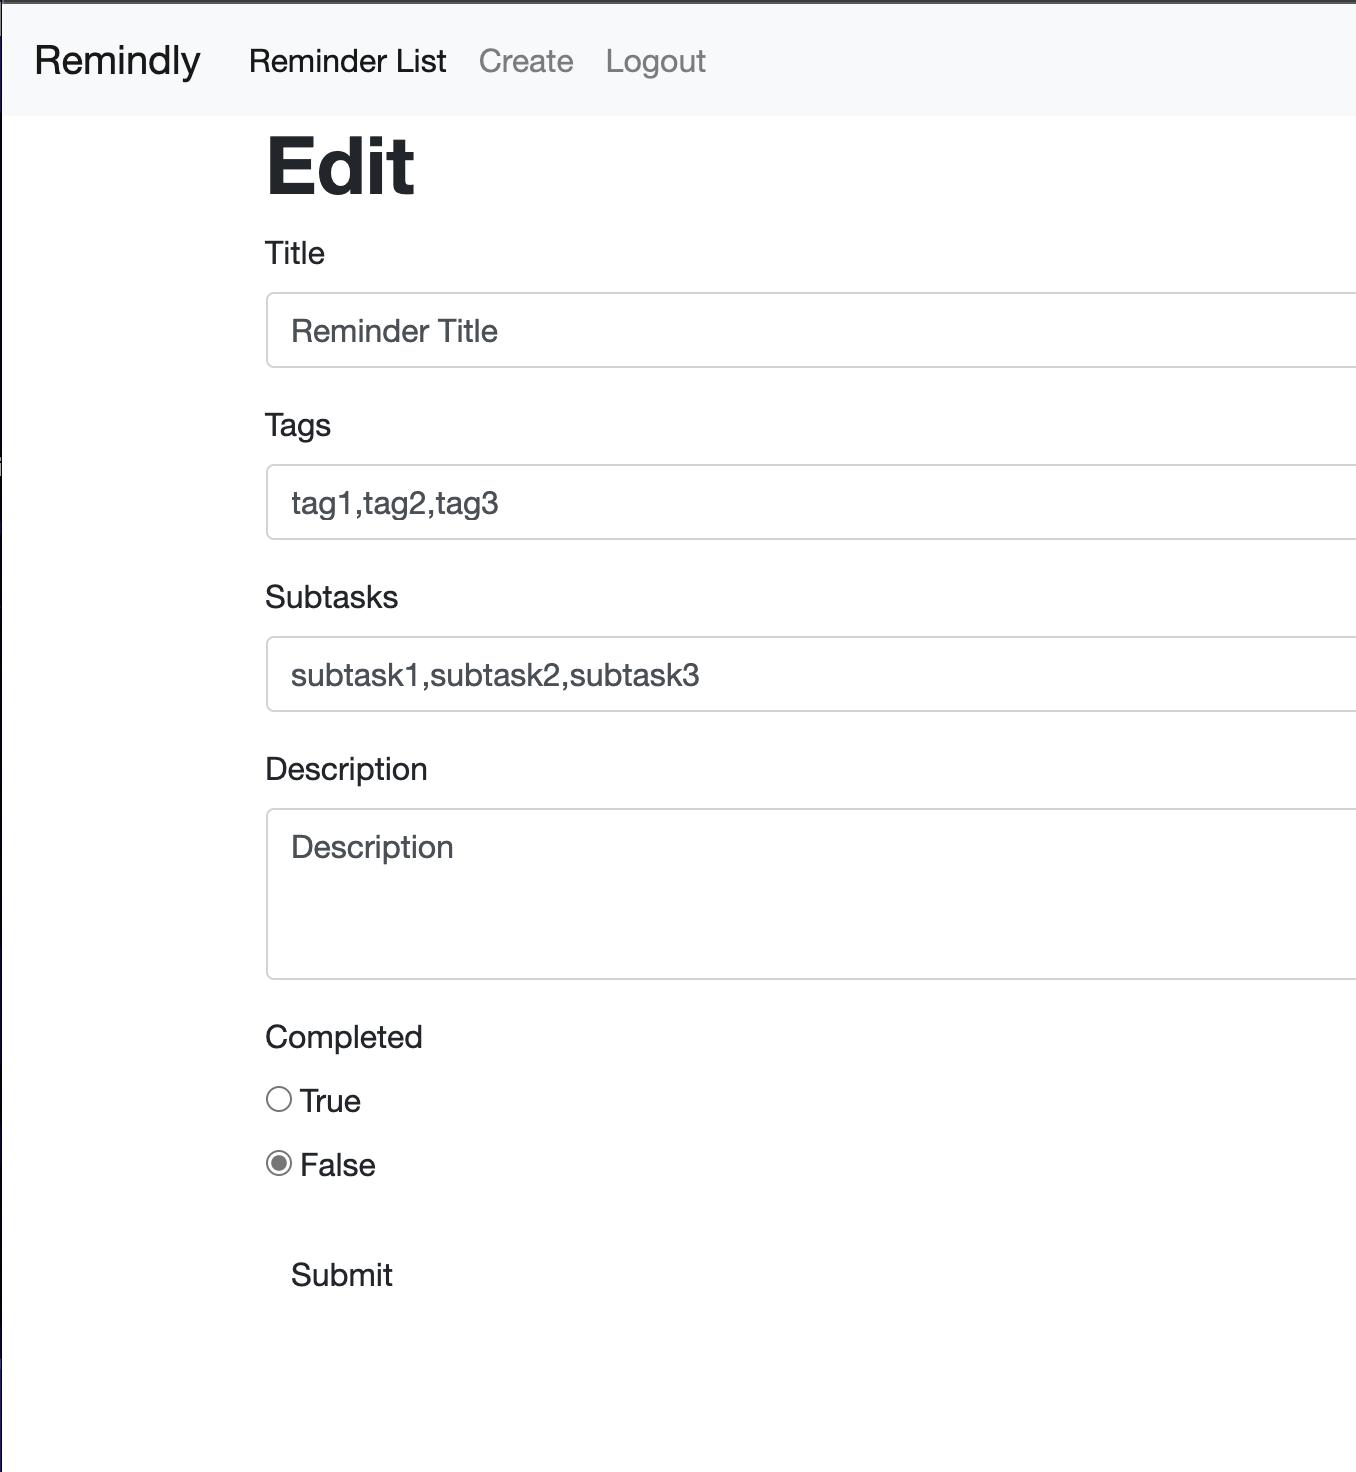 Remindly Reminder List Create Logout
Edit
Title
Reminder Title
Tags
tag1,tag2,tag3
Subtasks
subtask1,subtask2,subtask3
Description
Description
Completed
True
False
Submit